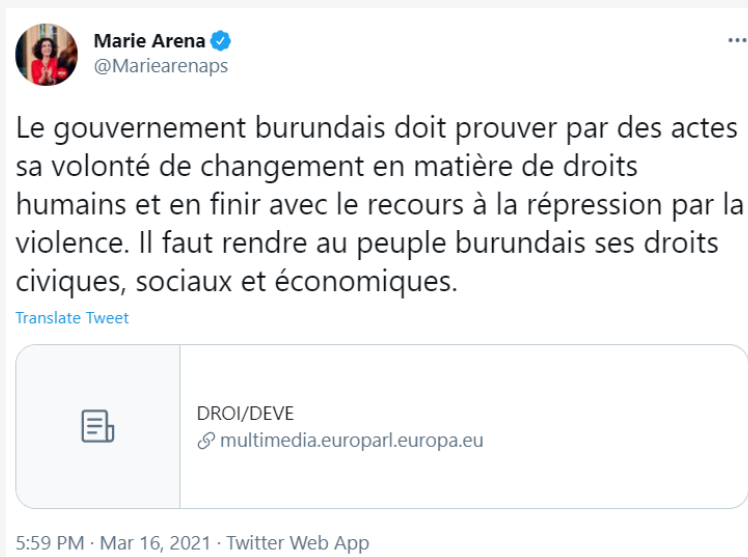 Marie Arena
@Mariearenaps
Le gouvernement burundais doit prouver par des actes
sa volonté de changement en matière de droits
humains et en finir avec le recours à la répression par la
violence. Il faut rendre au peuple burundais ses droits
civiques, sociaux et économiques.
Translate Tweet
DROI/DEVE
multimedia.europarl.europa.eu
5:59 PM · Mar 16, 2021 · Twitter Web App